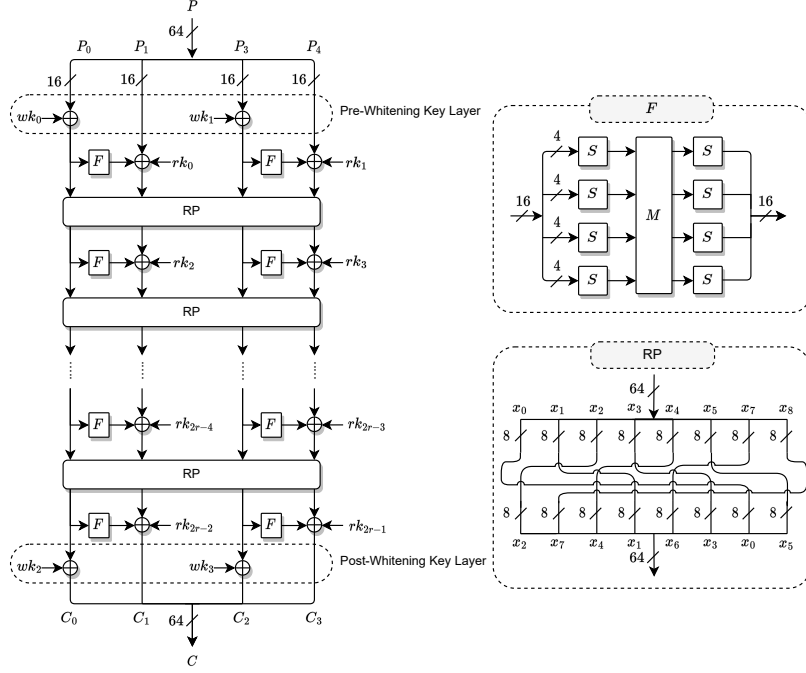 P
64
P0 P1 P3 P4
16 16 16 16
wk0 wk1 Pre-Whitening Key Layer
F rk0 F rk1
RP
F rk2 F rk3
RP
F rk2r−4 F rk2r−3
RP
F rk2r−2 F rk2r−1
wk2 wk3 Post-Whitening Key Layer
C0 C1 64 C2 C3
C
F
4 S S
4 S S
16 M 16
4 S S
4 S S
RP
64
x0 x1 x2 x3 x4 x5 x7 x8
8 8 8 8 8 8 8 8
8 8 8 8 8 8 8 8
x2 x7 x4 x1 x6 x3 x0 x5
64